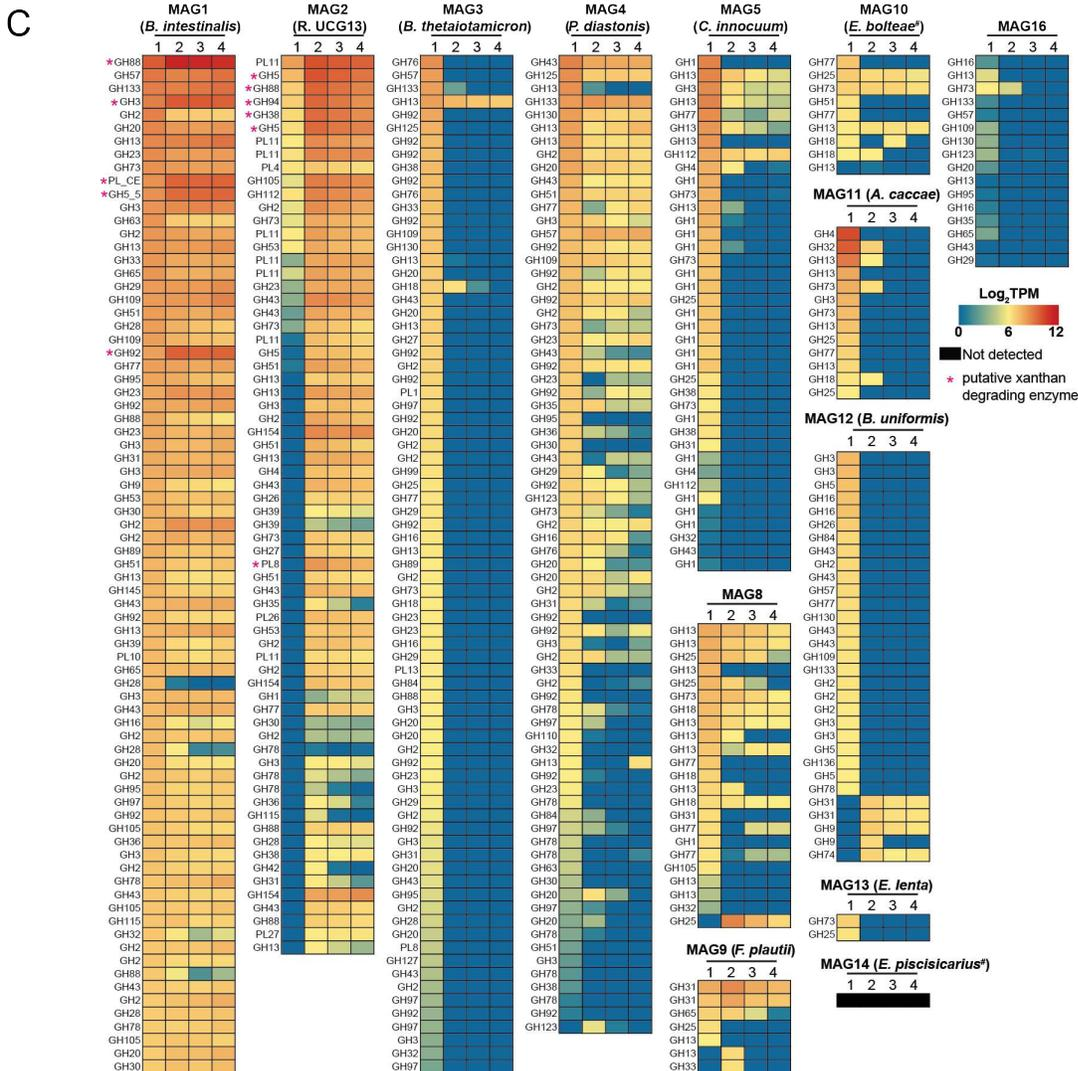 C
MAG1
(B. intestinalis)
1 2 3 4
*GH88
GH57
GH133
*GH3
GH2
GH20
GH13
GH23
GH73
*PL_CE
*GH5_5
GH3
GH63
GH2
GH13
GH33
GH65
GH29
GH109
GH51
GH28
GH109
*GH92
GH77
GH95
GH23
GH92
GH88
GH23
GH3
GH31
GH3
GH9
GH53
GH30
GH2
GH2
GH89
GH51
GH13
GH145
GH43
GH92
GH13
GH39
PL10
GH65
GH28
GH3
GH43
GH16
GH2
GH28
GH20
GH2
GH95
GH97
GH92
GH105
GH36
GH3
GH2
GH78
GH43
GH105
GH115
GH32
GH2
GH2
GH88
GH43
GH2
GH28
GH78
GH105
GH20
GH30
MAG2
(R. UCG13)
1 2 3 4
PL11
*GH5
*GH88
*GH94
*GH38
*GH5
PL11
PL11
PL4
GH105
GH112
GH2
GH73
PL11
GH53
PL11
PL11
GH23
GH43
GH43
GH73
PL11
GH5
GH51
GH13
GH13
GH3
GH2
GH154
GH51
GH13
GH4
GH43
GH26
GH39
GH39
GH73
GH27
*PL8
GH51
GH43
GH35
PL26
GH53
GH2
PL11
GH2
GH154
GH1
GH77
GH30
GH2
GH78
GH3
GH78
GH78
GH36
GH115
GH88
GH28
GH38
GH42
GH31
GH154
GH43
GH88
PL27
GH13
MAG3
(B. thetaiotamicron)
1 2 3 4
GH76
GH57
GH133
GH13
GH92
GH125
GH92
GH92
GH38
GH92
GH76
GH33
GH92
GH109
GH130
GH13
GH20
GH18
GH92
GH20
GH13
GH27
GH2
GH92
PL1
GH97
GH92
GH20
GH2
GH92
GH2
GH99
GH25
GH77
GH29
GH92
GH16
GH13
GH89
GH2
GH73
GH18
GH23
GH23
GH16
GH29
PL13
GH84
GH88
GH3
GH20
GH20
GH2
GH92
GH23
GH3
GH29
GH2
GH92
GH3
GH31
GH20
GH43
GH95
GH2
GH28
GH20
PL8
GH127
GH43
GH2
GH97
GH92
GH97
GH3
GH32
GH97
MAG4
(P. diastonis)
1 2 3 4
GH43
GH125
GH13
GH133
GH130
GH13
GH13
GH2
GH20
GH43
GH51
GH77
GH3
GH57
GH92
GH109
GH92
GH2
GH92
GH2
GH73
GH23
GH43
GH92
GH23
GH92
GH35
GH95
GH36
GH30
GH43
GH29
GH92
GH123
GH73
GH2
GH16
GH76
GH20
GH20
GH2
GH31
GH92
GH92
GH3
GH2
GH33
GH2
GH92
GH78
GH97
GH110
GH32
GH13
GH92
GH23
GH78
GH84
GH97
GH78
GH78
GH63
GH30
GH20
GH97
GH20
GH78
GH51
GH3
GH78
GH38
GH78
GH2
GH123
MAG5
(C. innocuum)
1 2 3 4
GH1
GH13
GH3
GH13
GH77
GH13
GH13
GH112
GH4
GH1
GH73
GH13
GH1
GH1
GH1
GH73
GH1
GH1
GH25
GH1
GH1
GH1
GH1
GH1
GH25
GH38
GH73
GH1
GH38
GH31
GH1
GH4
GH112
GH1
GH1
GH1
GH32
GH43
GH1
MAG8
1 2 3 4
GH13
GH13
GH25
GH13
GH25
GH73
GH18
GH13
GH13
GH13
GH77
GH18
GH13
GH18
GH31
GH77
GH1
GH77
GH105
GH13
GH13
GH32
GH25
MAG9 (F. plautii)
1 2 3 4
GH31
GH31
GH65
GH25
GH13
GH13
GH33
MAG10
(E. bolteae#)
1 2 3 4
GH77
GH25
GH73
GH51
GH77
GH13
GH18
GH18
GH13
MAG11 (A. caccae)
1 2 3 4
GH4
GH32
GH13
GH13
GH73
GH3
GH73
GH13
GH25
GH77
GH13
GH18
GH25
MAG12 (B. uniformis)
1 2 3 4
GH3
GH3
GH5
GH16
GH16
GH26
GH84
GH43
GH2
GH43
GH57
GH77
GH130
GH43
GH43
GH109
GH133
GH2
GH2
GH2
GH3
GH3
GH5
GH136
GH5
GH78
GH31
GH31
GH9
GH9
GH74
MAG13 (E. lenta)
1 2 3 4
GH73
GH25
MAG14 (E. piscisicarius#)
1 2 3 4
MAG16
1 2 3 4
GH16
GH13
GH73
GH133
GH57
GH109
GH130
GH123
GH20
GH13
GH95
GH16
GH35
GH65
GH43
GH29
Log2TPM
0 6 12
Not detected
* putative xanthan
degrading enzyme